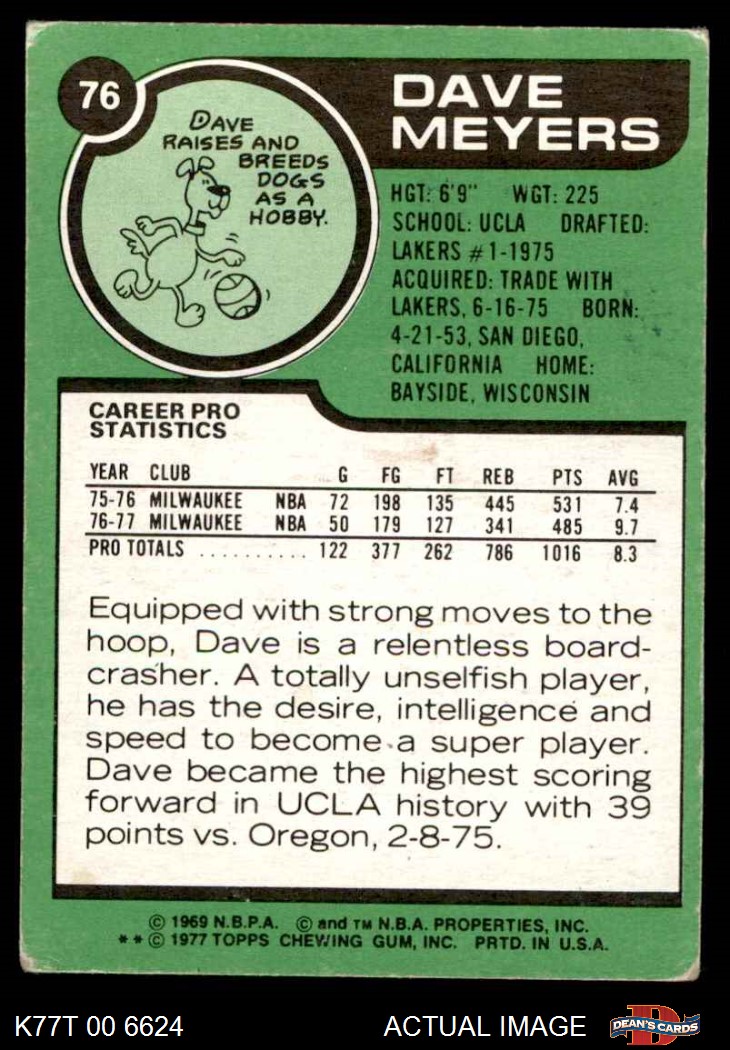 76
DAVE
RAISES AND
BREEDS
DOGS
AS A
HOBBY.
DAVE
MEYERS
HGT: 6'9" WGT: 225
SCHOOL: UCLA DRAFTED:
LAKERS #1-1975
ACQUIRED: TRADE WITH
LAKERS, 6-16-75 BORN:
4-21-53, SAN DIEGO,
CALIFORNIA HOME:
BAYSIDE, WISCONSIN
CAREER PRO
STATISTICS
YEAR CLUB G FG FT REB PTS AVG
75-76 MILWAUKEE NBA 72 198 135 445 531 7.4
76-77 MILWAUKEE NBA 50 179 127 341 485 9.7
PRO TOTALS .......... 122 377 262 786 1016 8.3
Equipped with strong moves to the
hoop, Dave is a relentless board-
crasher. A totally unselfish player,
he has the desire, intelligence and
speed to become a super player.
Dave became the highest scoring
forward in UCLA history with 39
points vs. Oregon, 2-8-75.
© 1969 N.B.P.A. © and TM N.B.A. PROPERTIES, INC.
**© 1977 TOPPS CHEWING GUM, INC. PRTD. IN U.S.A.
K77T 00 6624 ACTUAL IMAGE D DEAN'S CARDS